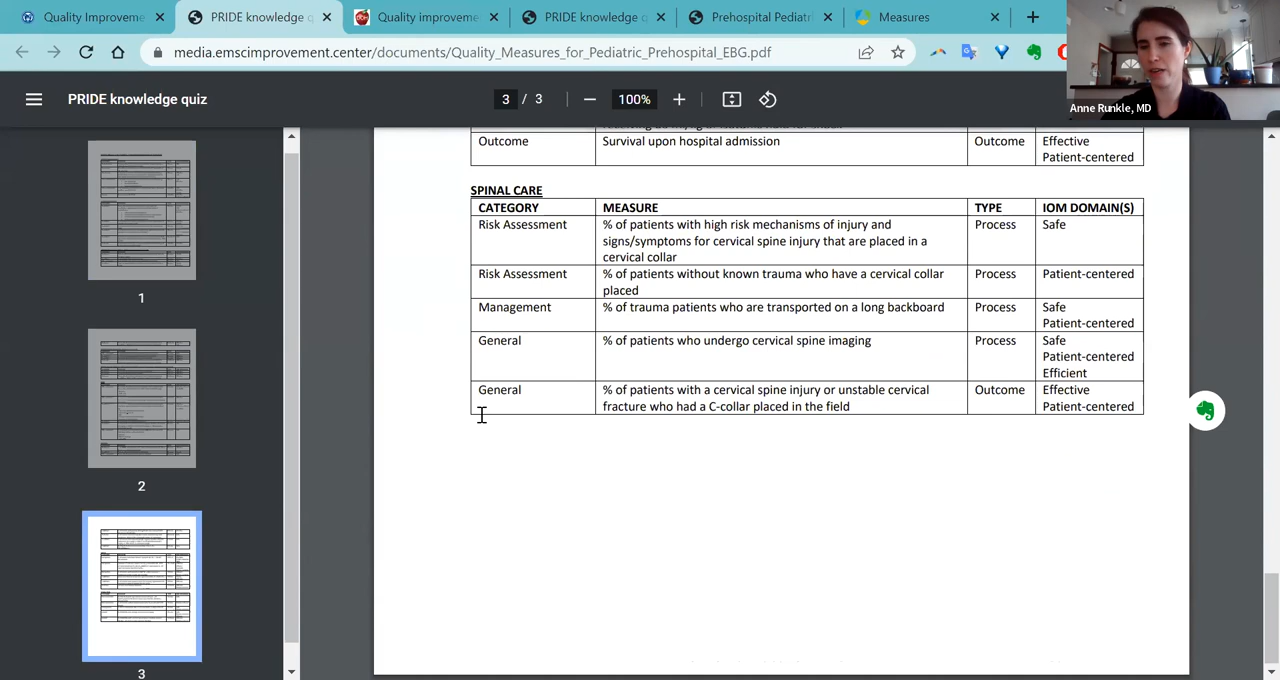 Quality Improveme
PRIDE knowledge q
Quality improveme
PRIDE knowledge q
Prehospital Pediatri
Measures
media.emscimprovement.center/documents/Quality_Measures_for_Pediatric_Prehospital_EBG.pdf
Anne Runkle, MD
PRIDE knowledge quiz
3 / 3
100%
1
2
3
Outcome Survival upon hospital admission Outcome Effective
Patient-centered
SPINAL CARE
CATEGORY MEASURE TYPE IOM DOMAIN(S)
Risk Assessment % of patients with high risk mechanisms of injury and Process Safe
signs/symptoms for cervical spine injury that are placed in a
cervical collar
Risk Assessment % of patients without known trauma who have a cervical collar Process Patient-centered
placed
Management % of trauma patients who are transported on a long backboard Process Safe
Patient-centered
General % of patients who undergo cervical spine imaging Process Safe
Patient-centered
Efficient
General % of patients with a cervical spine injury or unstable cervical Outcome Effective
fracture who had a C-collar placed in the field Patient-centered